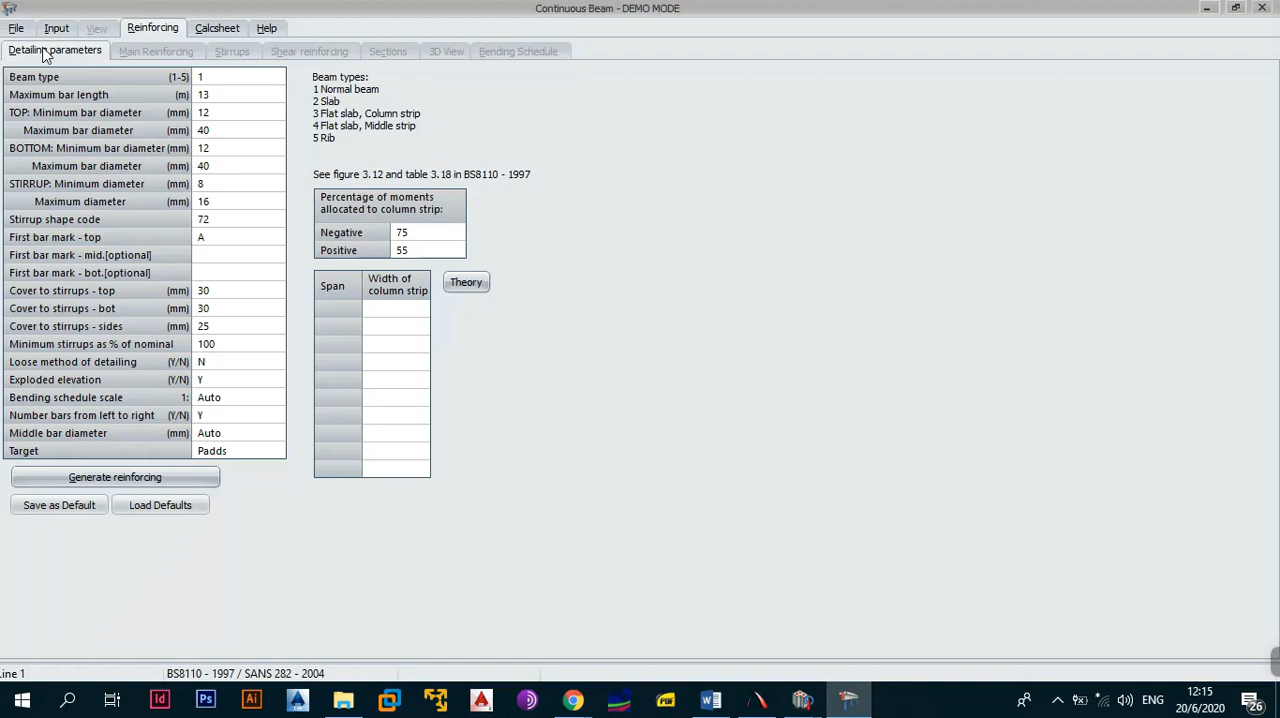 Continuous Beam - DEMO MODE
File Input View Reinforcing Calcsheet Help
Detailing parameters Main Reinforcing Stirrups Shear reinforcing Sections 3D View Bending Schedule
Beam type (1-5) 1
Maximum bar length (m) 13
TOP: Minimum bar diameter (mm) 12
Maximum bar diameter (mm) 40
BOTTOM: Minimum bar diameter (mm) 12
Maximum bar diameter (mm) 40
STIRRUP: Minimum diameter (mm) 8
Maximum diameter (mm) 16
Stirrup shape code 72
First bar mark - top A
First bar mark - mid.[optional]
First bar mark - bot.[optional]
Cover to stirrups - top (mm) 30
Cover to stirrups - bot (mm) 30
Cover to stirrups - sides (mm) 25
Minimum stirrups as % of nominal 100
Loose method of detailing (Y/N) N
Exploded elevation (Y/N) Y
Bending schedule scale 1: Auto
Number bars from left to right (Y/N) Y
Middle bar diameter (mm) Auto
Target Padds
Generate reinforcing
Save as Default Load Defaults
Beam types:
1 Normal beam
2 Slab
3 Flat slab, Column strip
4 Flat slab, Middle strip
5 Rib
See figure 3.12 and table 3.18 in BS8110 - 1997
Percentage of moments
allocated to column strip:
Negative 75
Positive 55
Span Width of
column strip
Theory
Line 1 BS8110 - 1997 / SANS 282 - 2004
Id Ps Ai PDF W ENG 12:15
20/6/2020 26